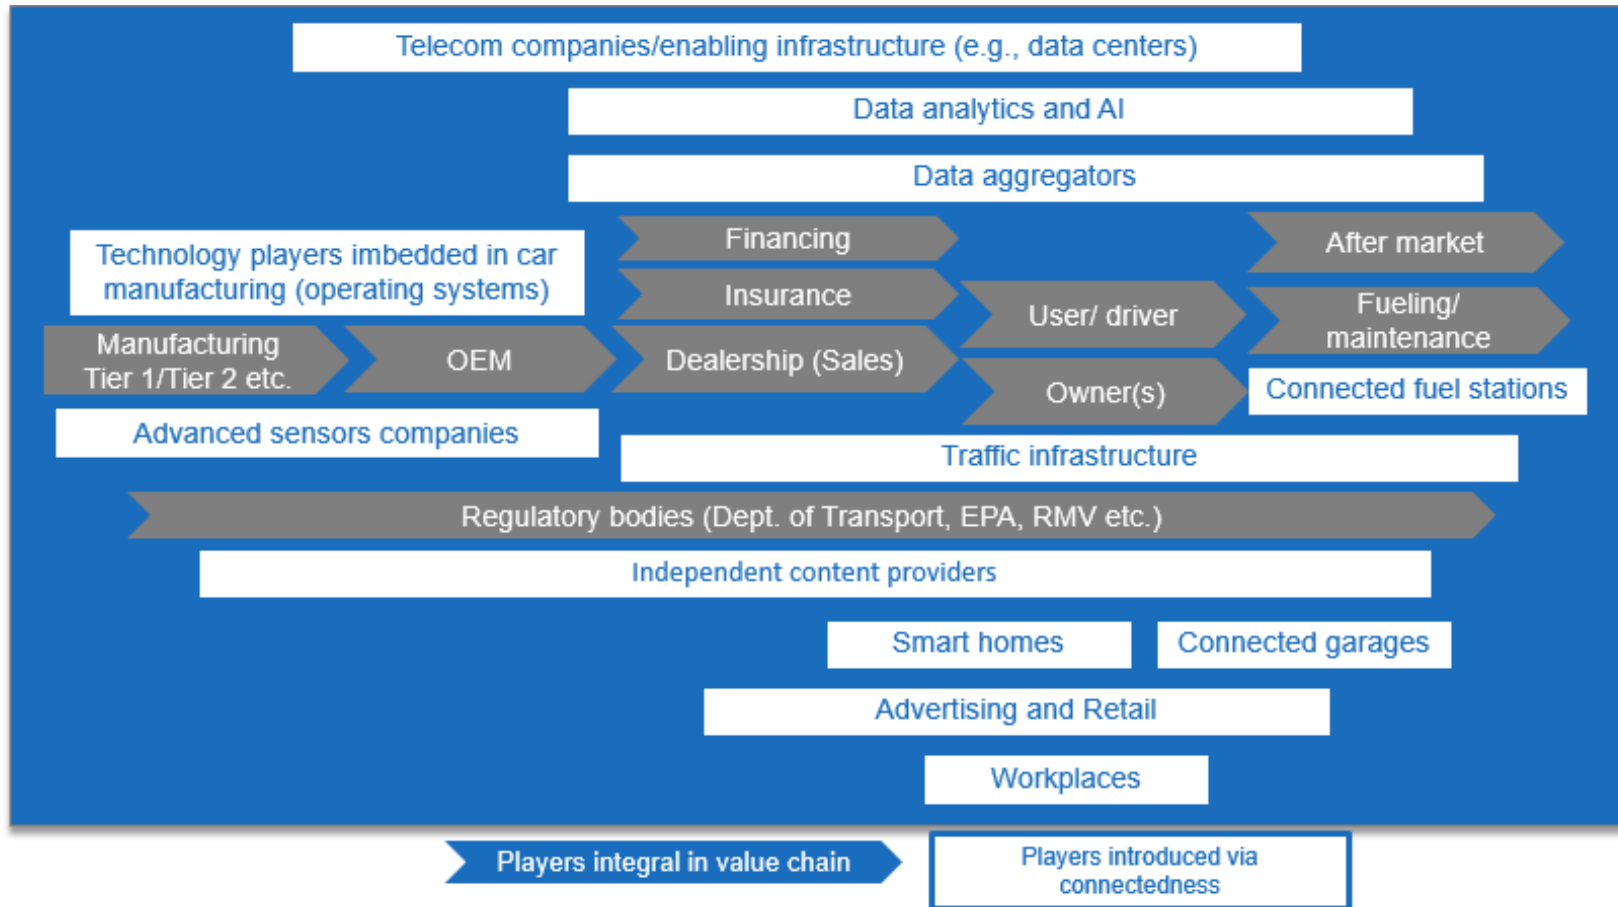 Telecom companies/enabling infrastructure (e.g., data centers)
Data analytics and AI
Data aggregators
Financing
After market
Technology players imbedded in car
manufacturing (operating systems)
Insurance
User/ driver
Fueling/
maintenance
Manufacturing
Tier 1/Tier 2 etc.
OEM
Dealership (Sales)
Owner(s)
Connected fuel stations
Advanced sensors companies
Traffic infrastructure
Regulatory bodies (Dept. of Transport, EPA, RMV etc.)
Independent content providers
Smart homes
Connected garages
Advertising and Retail
Workplaces
Players integral in value chain
Players introduced via
connectedness